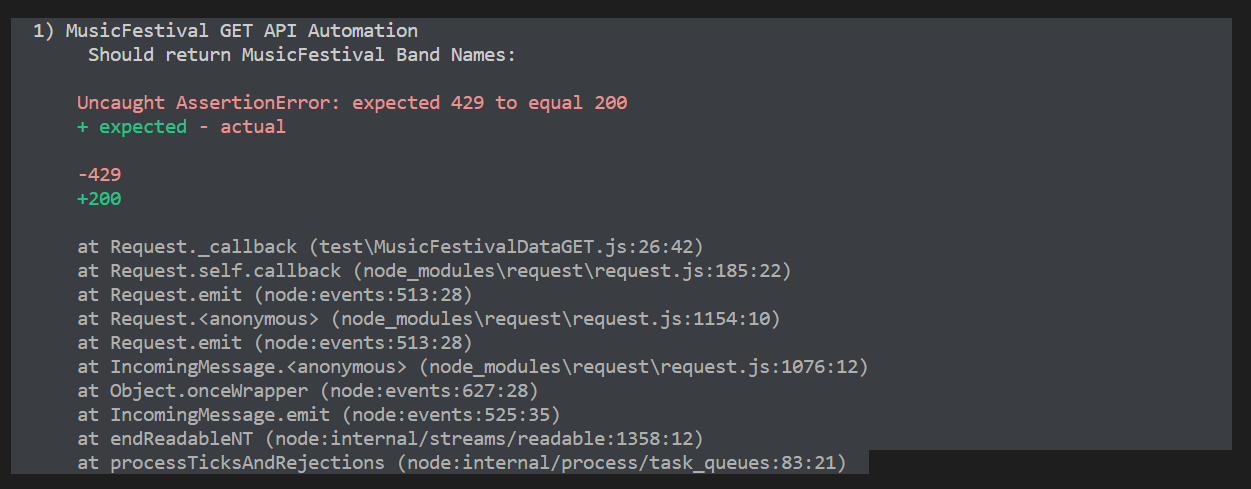 1) MusicFestival GET API Automation
Should return MusicFestival Band Names:
Uncaught AssertionError: expected 429 to equal 200
+ expected - actual
-429
+200
at Request._callback (test\MusicFestivalDataGET.js:26:42)
at Request.self.callback (node_modules\request\request.js:185:22)
at Request.emit (node:events:513:28)
at Request.<anonymous> (node_modules\request\request.js:1154:10)
at Request.emit (node:events:513:28)
at IncomingMessage.<anonymous> (node_modules\request\request.js:1076:12)
at Object.onceWrapper (node:events:627:28)
at IncomingMessage.emit (node:events:525:35)
at endReadableNT (node:internal/streams/readable:1358:12)
at processTicksAndRejections (node:internal/process/task_queues:83:21)